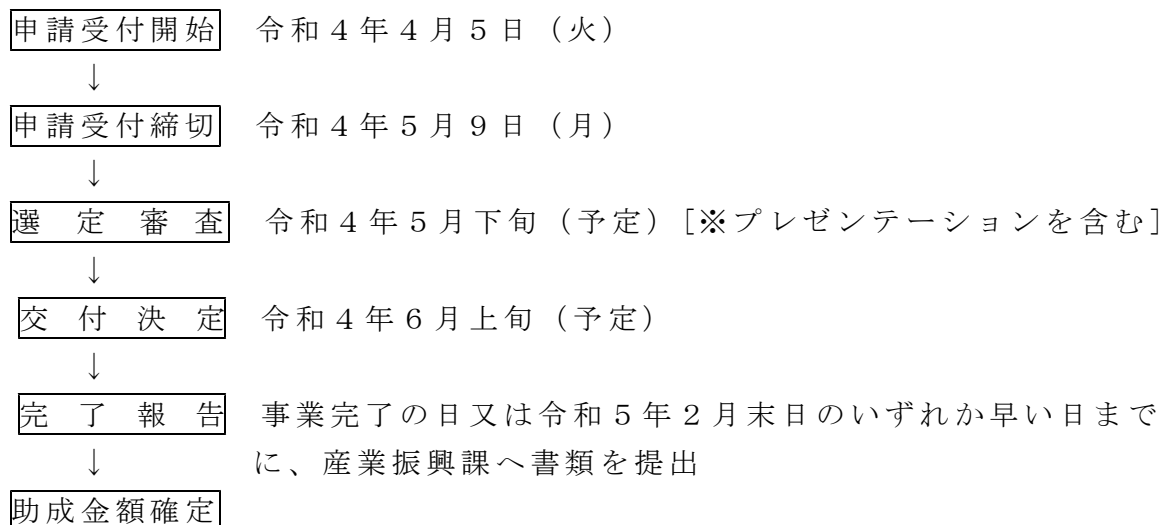 申請受付開始 令和４年４月５日（火）
↓
申請受付締切 令和４年５月９日（月）
↓
選定審査 令和４年５月下旬（予定）[※プレゼンテーションを含む]
↓
交付決定 令和４年６月上旬（予定）
↓
完了報告 事業完了の日又は令和５年２月末日のいずれか早い日まで
↓ に、産業振興課へ書類を提出
助成金額確定